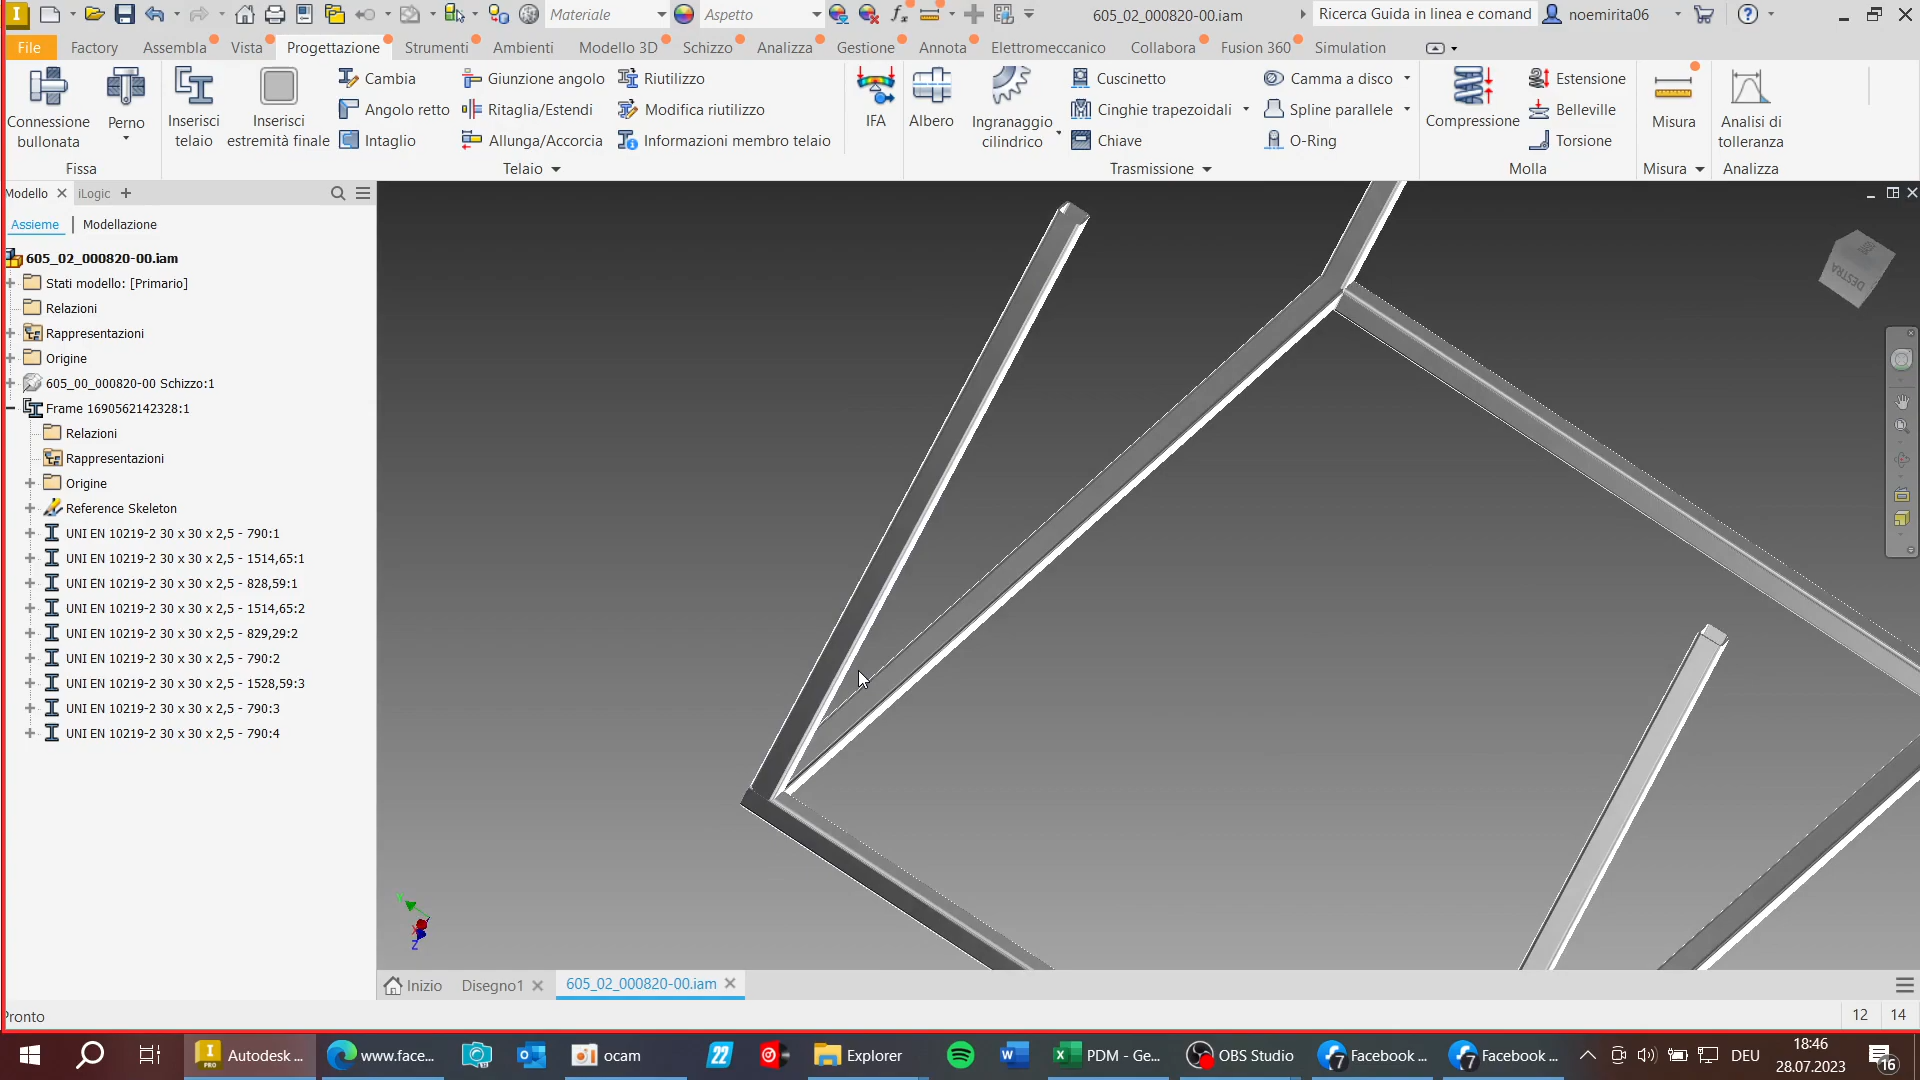 Materiale
Aspetto
605_02_000820-00.iam
Ricerca Guida in linea e comand
noemirita06
File
Factory
Assembla
Vista
Progettazione
Strumenti
Ambienti
Modello 3D
Schizzo
Analizza
Gestione
Annota
Elettromeccanico
Collabora
Fusion 360
Simulation
Connessione
bullonata
Perno
Fissa
Inserisci
telaio
Inserisci
estremità finale
Cambia
Angolo retto
Intaglio
Giunzione angolo
Ritaglia/Estendi
Allunga/Accorcia
Riutilizzo
Modifica riutilizzo
Informazioni membro telaio
Telaio
IFA
Albero
Ingranaggio
cilindrico
Cuscinetto
Cinghie trapezoidali
Chiave
Camma a disco
Spline parallele
O-Ring
Trasmissione
Compressione
Estensione
Belleville
Torsione
Molla
Misura
Misura
Analisi di
tolleranza
Analizza
Modello
iLogic
Assieme
Modellazione
605_02_000820-00.iam
Stati modello: [Primario]
Relazioni
Rappresentazioni
Origine
605_00_000820-00 Schizzo:1
Frame 1690562142328:1
Relazioni
Rappresentazioni
Origine
Reference Skeleton
UNI EN 10219-2 30 x 30 x 2,5 - 790:1
UNI EN 10219-2 30 x 30 x 2,5 - 1514,65:1
UNI EN 10219-2 30 x 30 x 2,5 - 828,59:1
UNI EN 10219-2 30 x 30 x 2,5 - 1514,65:2
UNI EN 10219-2 30 x 30 x 2,5 - 829,29:2
UNI EN 10219-2 30 x 30 x 2,5 - 790:2
UNI EN 10219-2 30 x 30 x 2,5 - 1528,59:3
UNI EN 10219-2 30 x 30 x 2,5 - 790:3
UNI EN 10219-2 30 x 30 x 2,5 - 790:4
DESTRA
Z
Inizio
Disegno1
605_02_000820-00.iam
Pronto
12
14
Autodesk ...
www.face...
ocam
22
Explorer
PDM - Ge...
OBS Studio
Facebook ...
Facebook ...
DEU
18:46
28.07.2023
16